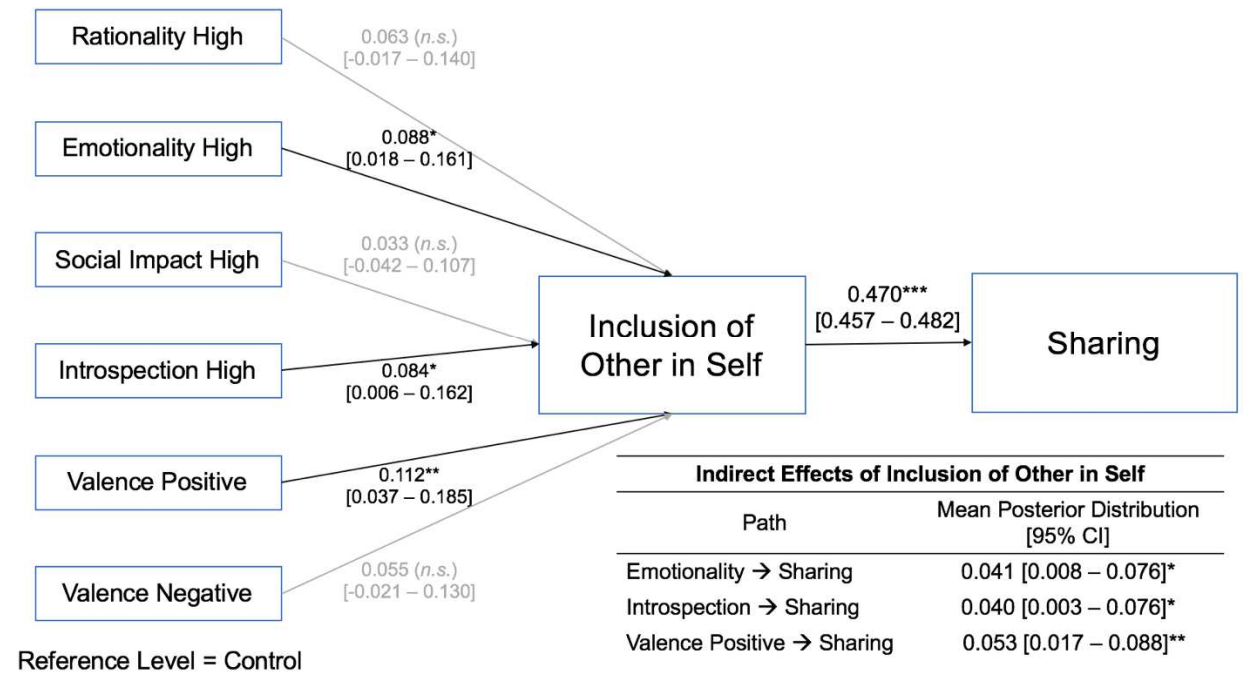 Rationality High
0.063 (n.s.)
[-0.017 – 0.140]
Emotionality High
0.088*
[0.018 – 0.161]
Social Impact High
0.033 (n.s.)
[-0.042 – 0.107]
Introspection High
0.084*
[0.006 – 0.162]
Valence Positive
0.112**
[0.037 – 0.185]
Valence Negative
0.055 (n.s.)
[-0.021 – 0.130]
Reference Level = Control
Inclusion of
Other in Self
0.470***
[0.457 – 0.482]
Sharing
Indirect Effects of Inclusion of Other in Self
Path
Mean Posterior Distribution
[95% CI]
Emotionality → Sharing 0.041 [0.008 – 0.076]*
Introspection → Sharing 0.040 [0.003 – 0.076]*
Valence Positive → Sharing 0.053 [0.017 – 0.088]**